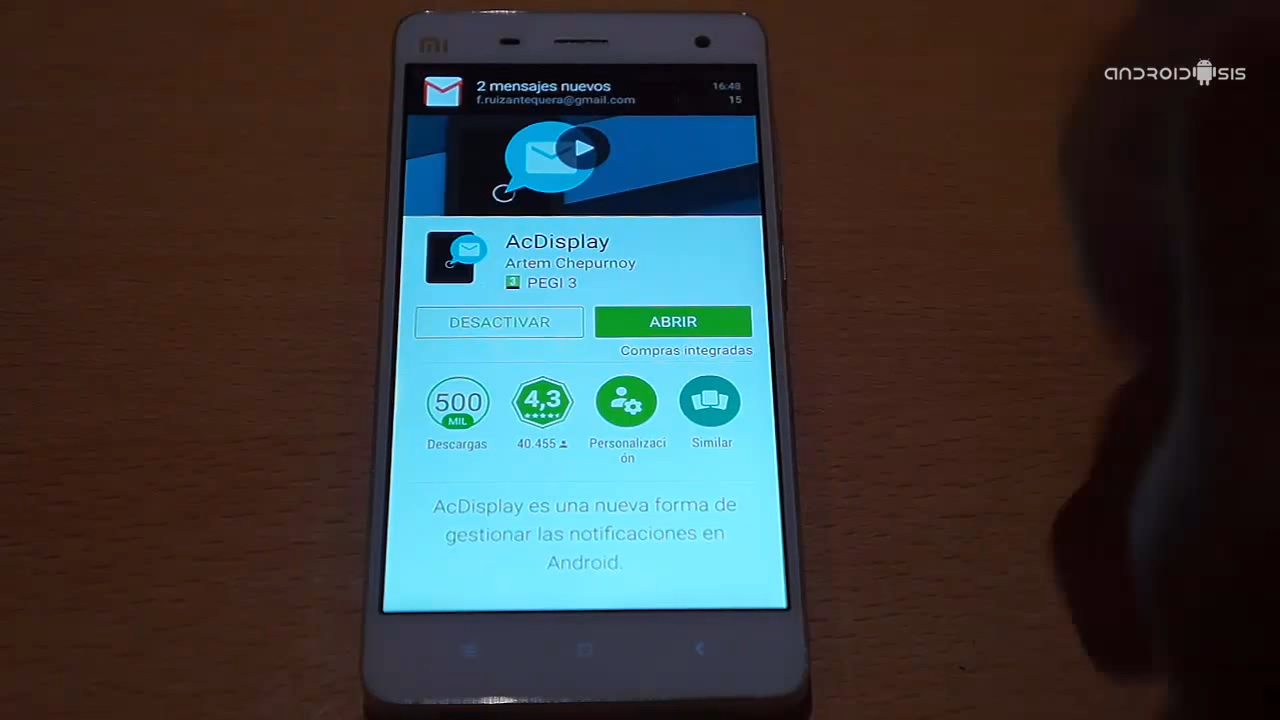 mi
ANDROIDSIS
2 mensajes nuevos
16:48
f.ruizantequera@gmail.com
15
AcDisplay
Artem Chepurnoy
3 PEGI 3
DESACTIVAR
ABRIR
Compras integradas
500
MIL
4,3
Descargas
40.455
Personalizaci
ón
Similar
AcDisplay es una nueva forma de
gestionar las notificaciones en
Android.